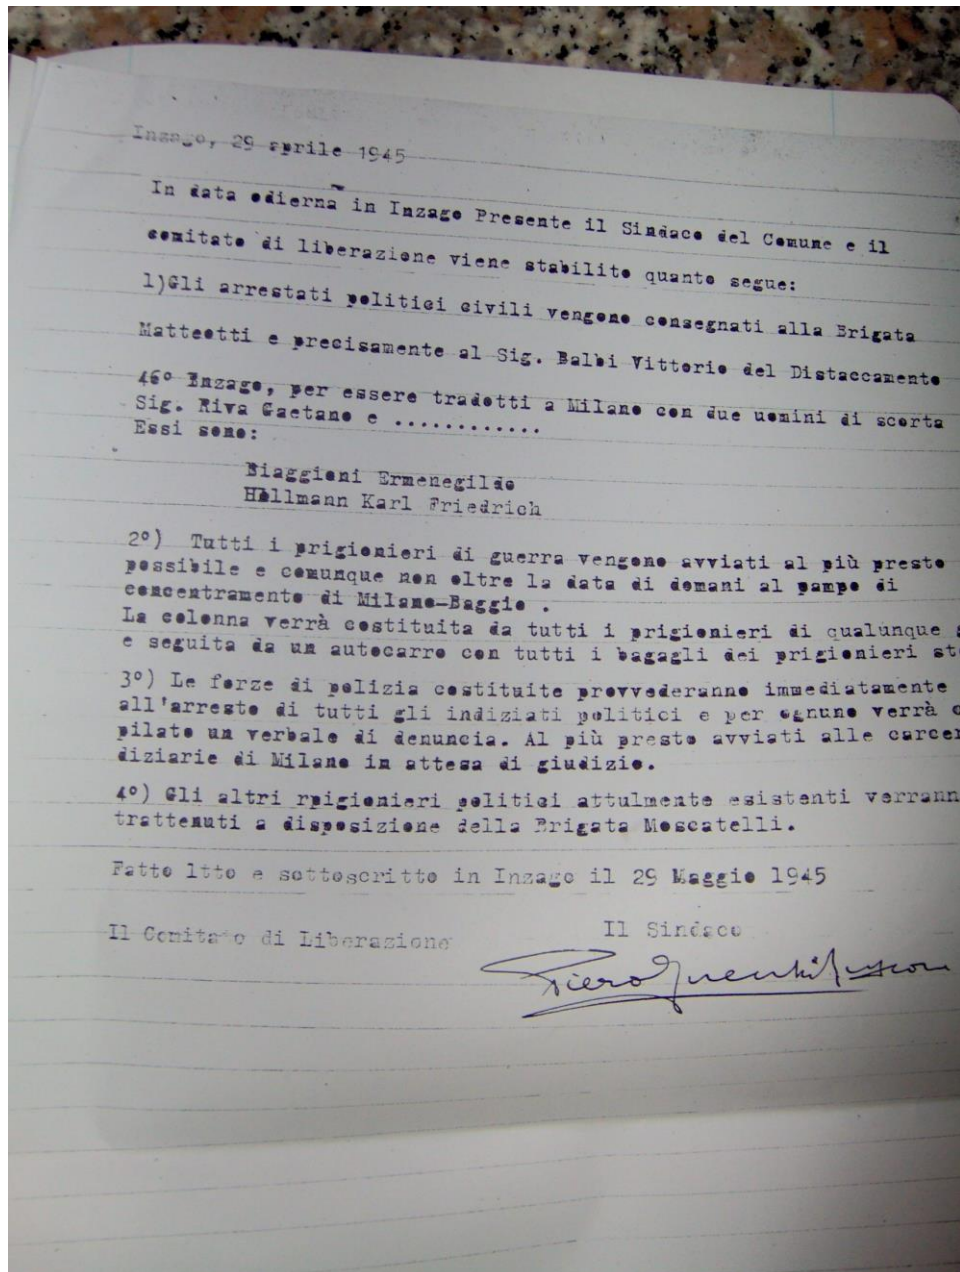 Inzago, 29 aprile 1945
In data odierna in Inzago Presente il Sindaco del Comune e il
comitato di liberazione viene stabilito quanto segue:
1)Gli arrestati politici civili vengono consegnati alla Brigata
Matteotti e precisamente al Sig. Balbi Vittorio del Distaccamento
46° Inzago, per essere tradotti a Milano con due uomini di scorta
Sig. Riva Gaetano e ............
Essi sono:
Biaggioni Ermenegildo
Hollmann Karl Friedrich
2°) Tutti i prigionieri di guerra vengono avviati al più presto
possibile e comunque non oltre la data di domani al pampo di
concentramento di Milano-Baggio .
La colonna verrà costituita da tutti i prigionieri di qualunque
e seguita da un autocarro con tutti i bagagli dei prigionieri
3°) Le forze di polizia costituite provvederanno immediatamente
all'arresto di tutti gli indiziati politici e per ognuno verrà
pilato un verbale di denuncia. Al più presto avviati alle carcer
diziarie di Milano in attesa di giudizio.
4°) Gli altri rpigionieri politici attulmente esistenti verrann
trattenuti a disposizione della Brigata Moscatelli.
Fatto ltto e sottoscritto in Inzago il 29 Maggio 1945
Il Comitato di Liberazione Il Sindaco
Piero